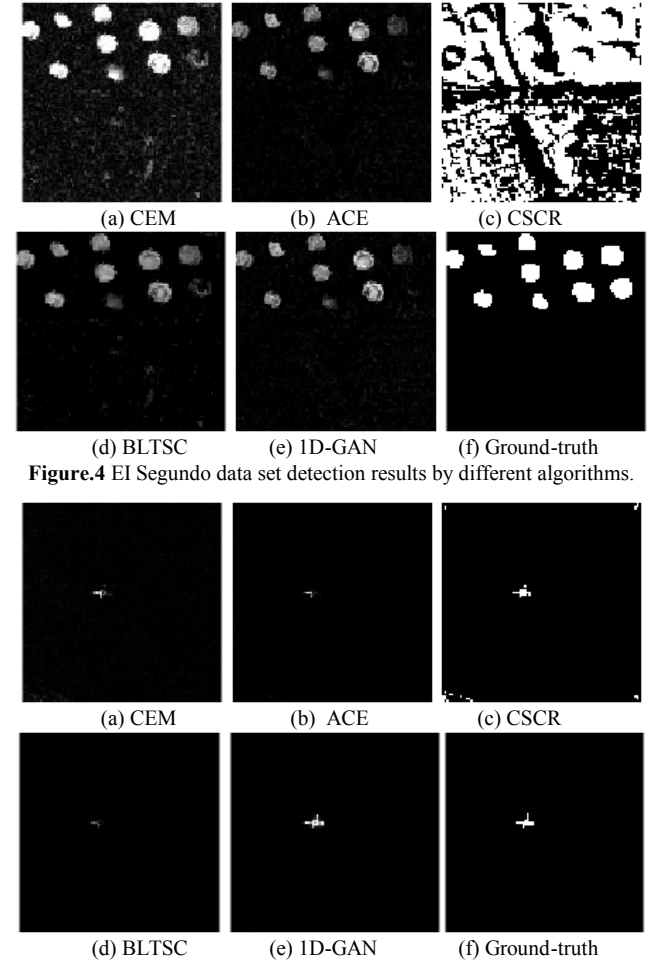 (a) CEM (b) ACE (c) CSCR
(d) BLTSC (e) 1D-GAN (f) Ground-truth
Figure.4 EI Segundo data set detection results by different algorithms.
(a) CEM (b) ACE (c) CSCR
(d) BLTSC (e) 1D-GAN (f) Ground-truth